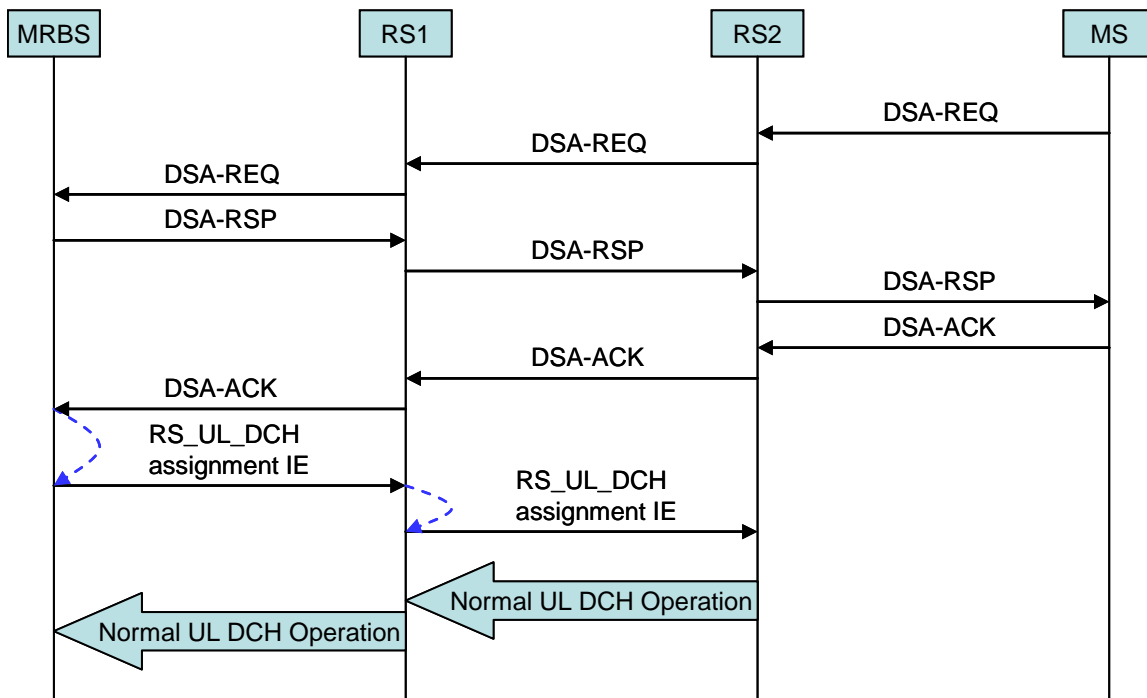 MRBS
RS1
RS2
MS
DSA-REQ
DSA-REQ
DSA-REQ
DSA-RSP
DSA-RSP
DSA-RSP
DSA-ACK
DSA-ACK
DSA-ACK
RS_UL_DCH
assignment IE
RS_UL_DCH
assignment IE
Normal UL DCH Operation
Normal UL DCH Operation